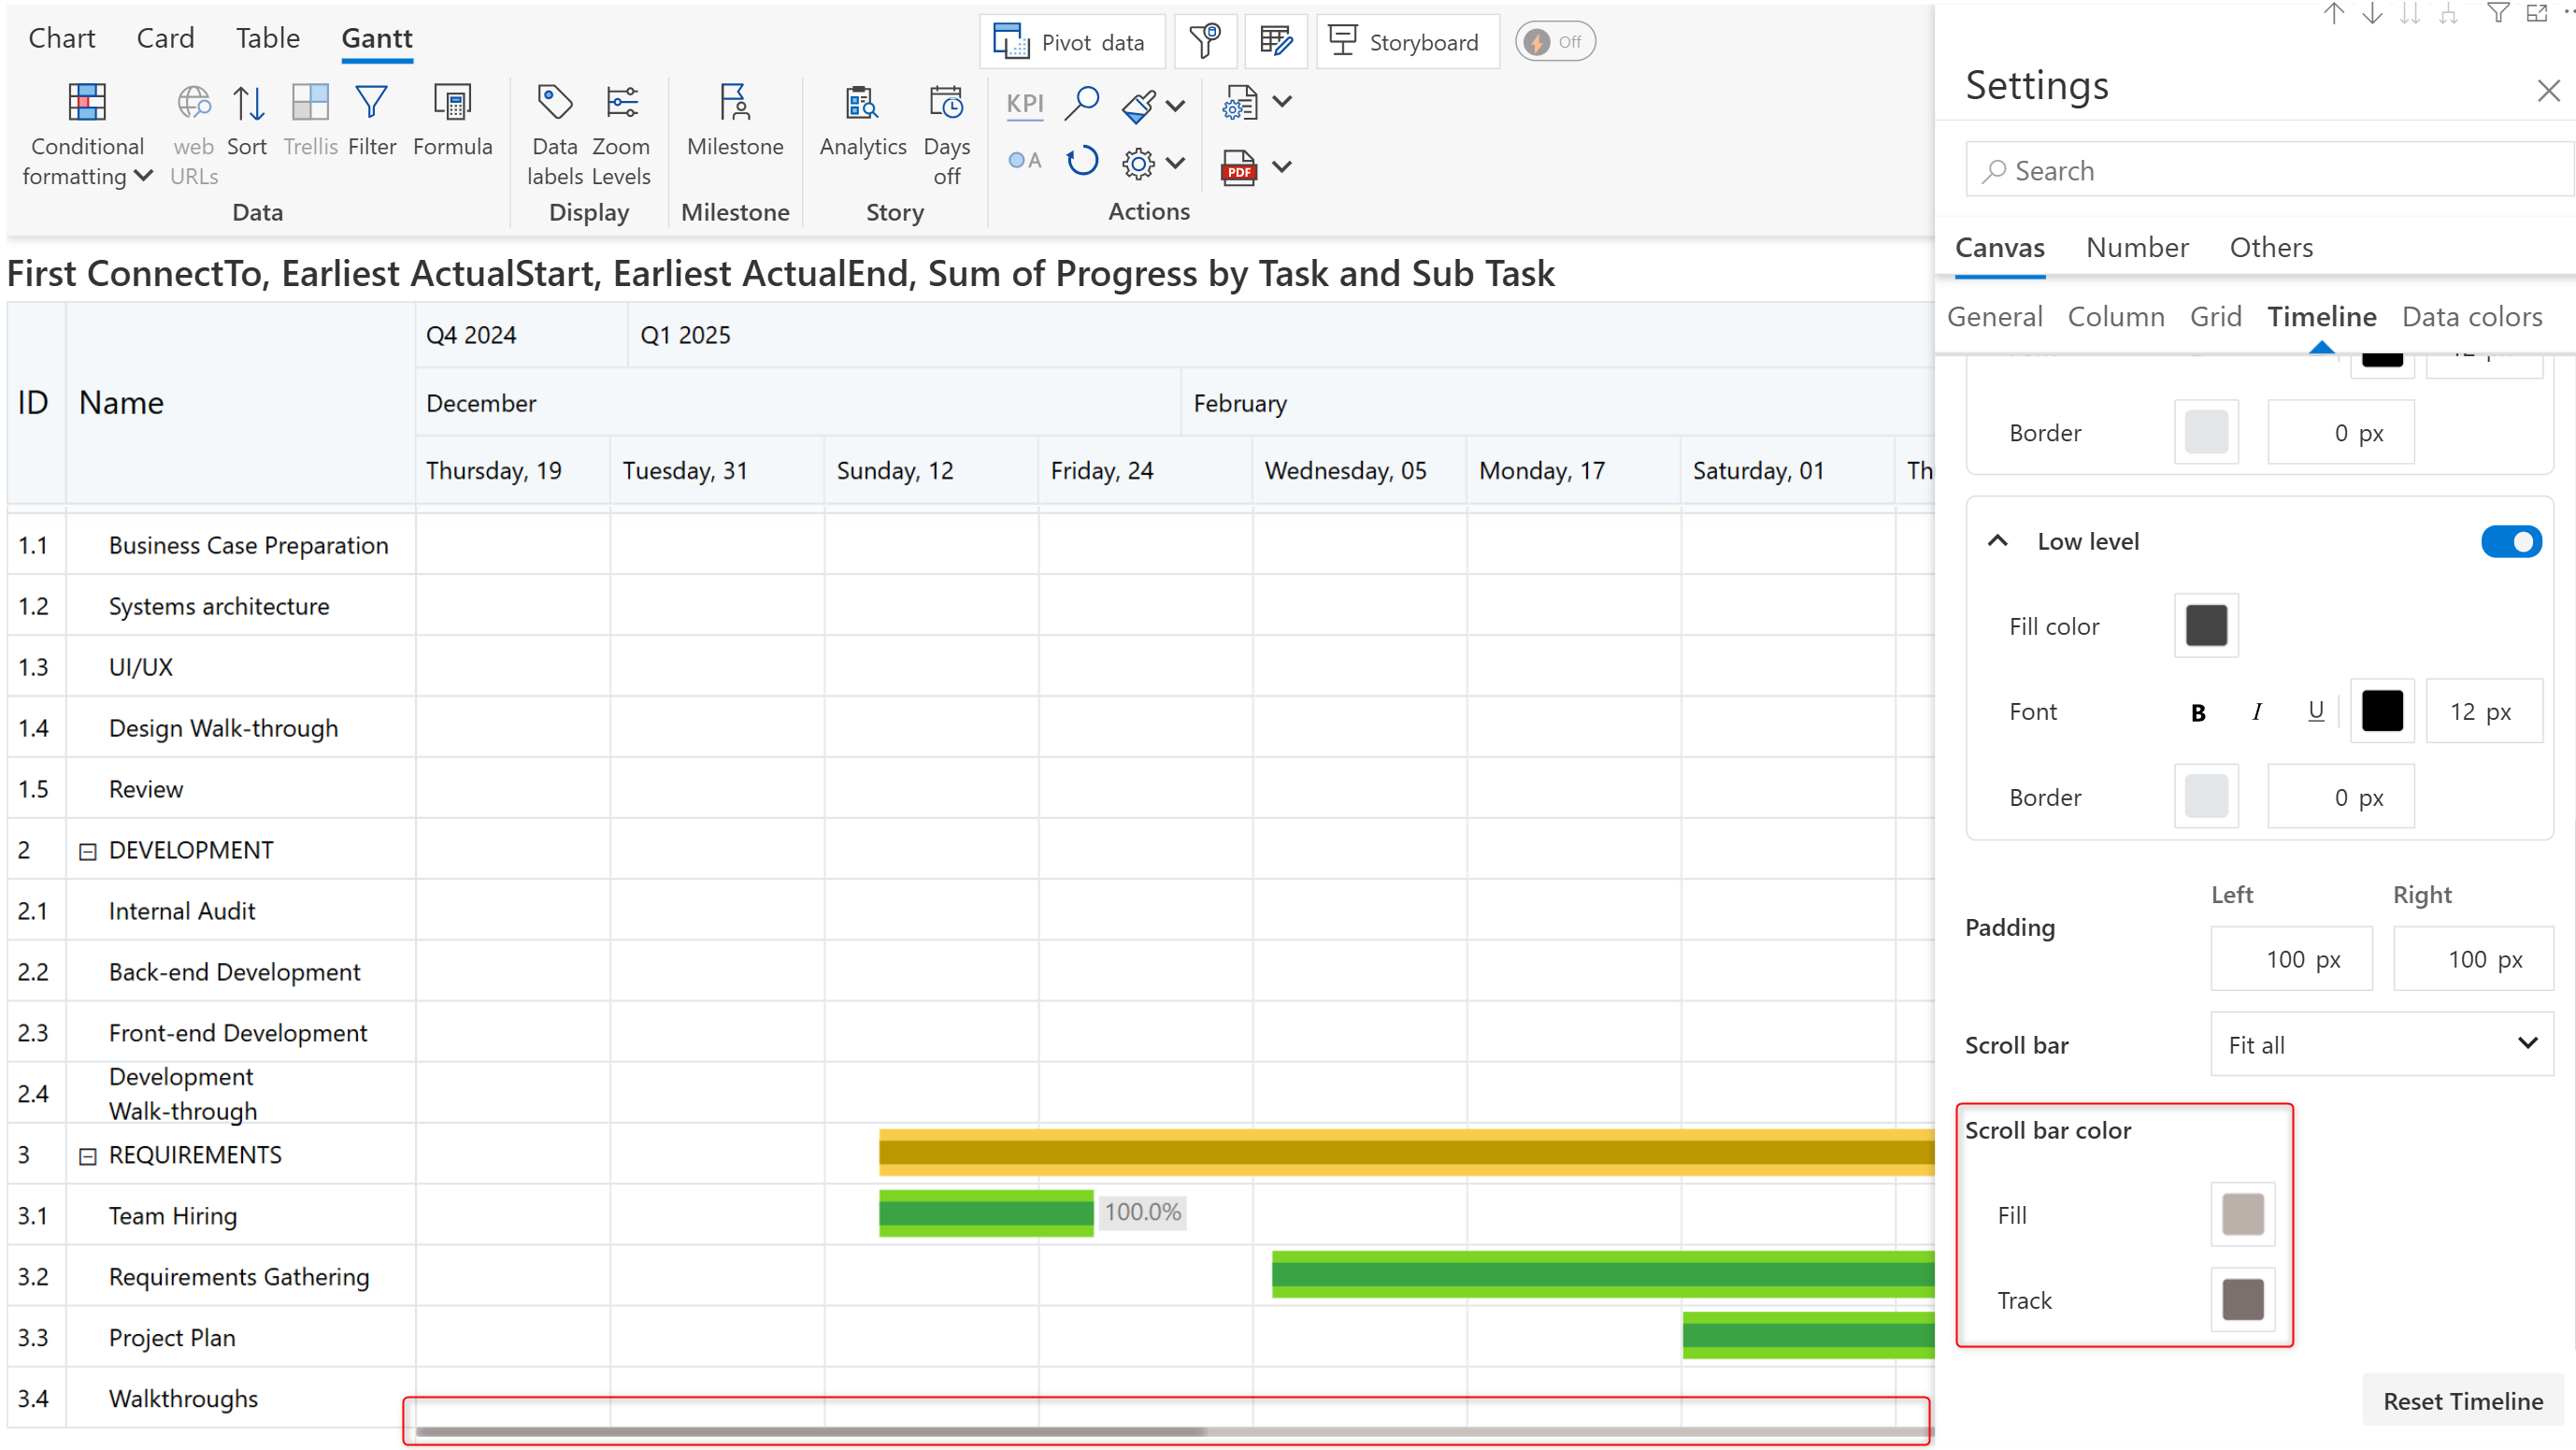 Chart Card Table Gantt
Pivot data Storyboard Off
Conditional formatting
web URLs
Sort
Trellis
Filter
Formula
Data
Data labels
Zoom Levels
Display
Milestone
Milestone
Analytics
Days off
Story
KPI
A
PDF
Actions
First ConnectTo, Earliest ActualStart, Earliest ActualEnd, Sum of Progress by Task and Sub Task
ID Name
Q4 2024 Q1 2025
December February
Thursday, 19 Tuesday, 31 Sunday, 12 Friday, 24 Wednesday, 05 Monday, 17 Saturday, 01 Th
1.1 Business Case Preparation
1.2 Systems architecture
1.3 UI/UX
1.4 Design Walk-through
1.5 Review
2 DEVELOPMENT
2.1 Internal Audit
2.2 Back-end Development
2.3 Front-end Development
2.4 Development
Walk-through
3 REQUIREMENTS
3.1 Team Hiring 100.0%
3.2 Requirements Gathering
3.3 Project Plan
3.4 Walkthroughs
Settings
Search
Canvas Number Others
General Column Grid Timeline Data colors
Border 0 px
Low level
Fill color
Font B I U 12 px
Border 0 px
Left Right
Padding 100 px 100 px
Scroll bar Fit all
Scroll bar color
Fill
Track
Reset Timeline